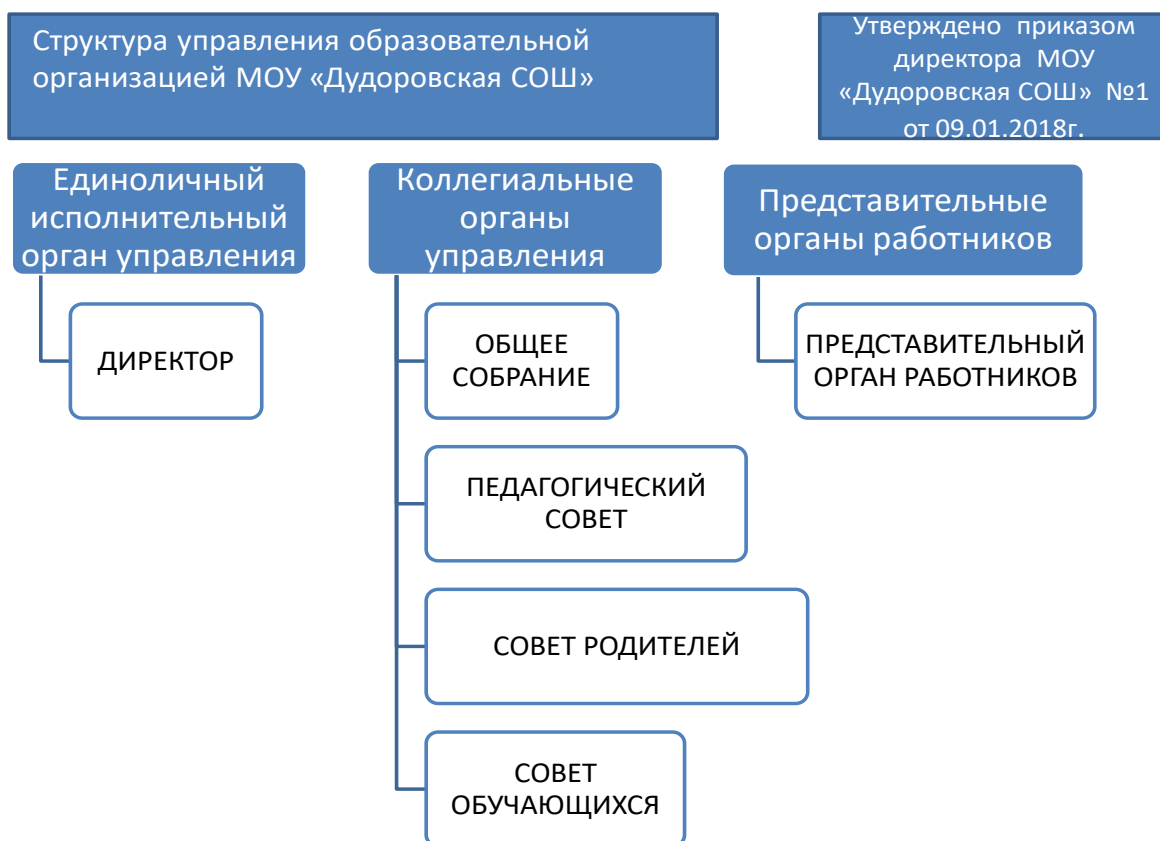 Структура управления образовательной
организацией МОУ «Дудоровская СОШ»
Утверждено приказом
директора МОУ
«Дудоровская СОШ» №1
от 09.01.2018г.
Единоличный
исполнительный
орган управления
ДИРЕКТОР
Коллегиальные
органы
управления
ОБЩЕЕ
СОБРАНИЕ
ПЕДАГОГИЧЕСКИЙ
СОВЕТ
СОВЕТ РОДИТЕЛЕЙ
СОВЕТ
ОБУЧАЮЩИХСЯ
Представительные
органы работников
ПРЕДСТАВИТЕЛЬНЫЙ
ОРГАН РАБОТНИКОВ